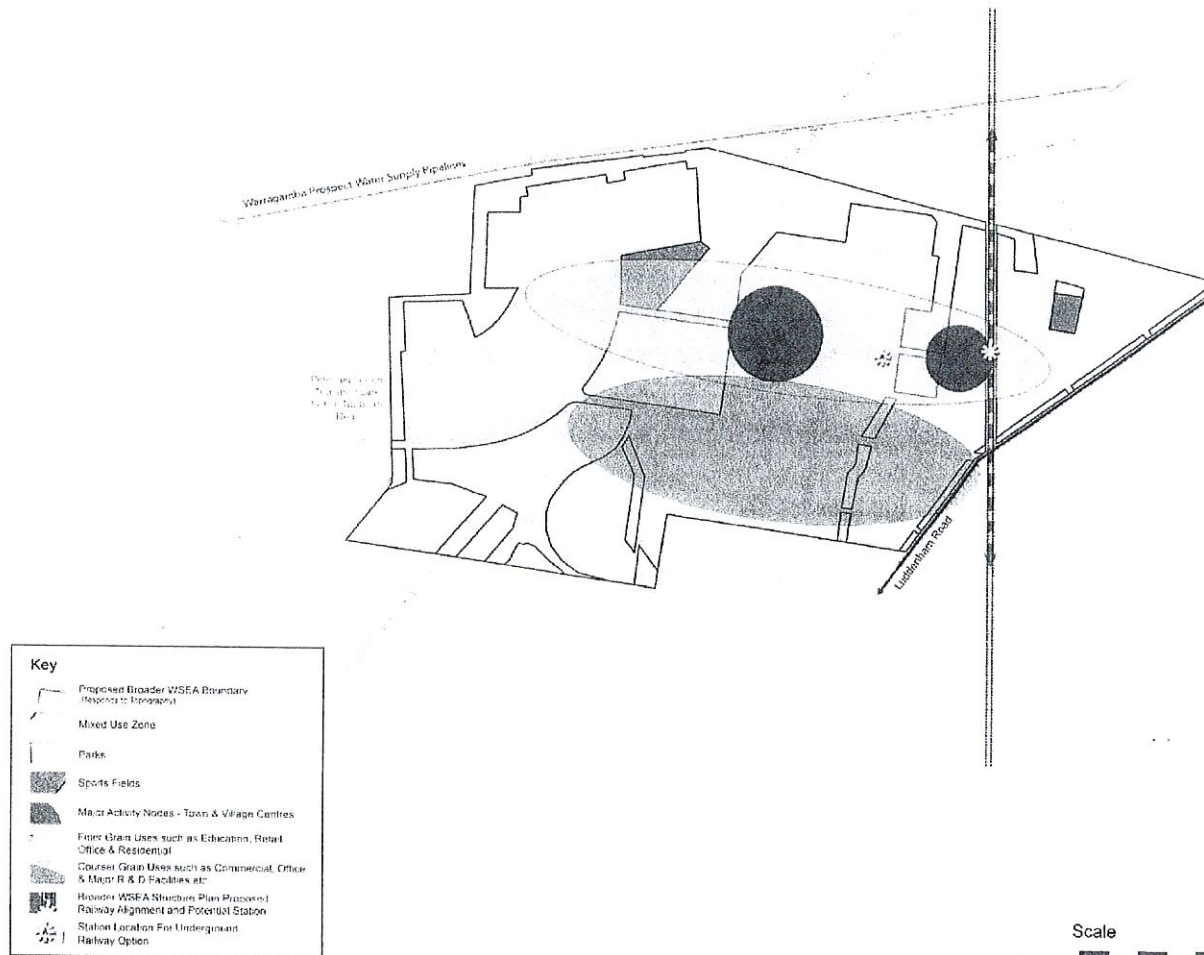 Warragamba Prospect Water Supply Pipelines
Luddenham Road
Key
Proposed Broader WSEA Boundary
(Response to Topography)
Mixed Use Zone
Parks
Sports Fields
Major Activity Nodes - Town & Village Centres
Finer Grain Uses such as Education, Retail
Office & Residential
Courser Grain Uses such as Commercial, Office
& Major R & D Facilities etc
Broader WSEA Structure Plan Proposed
Railway Alignment and Potential Station
Station Location For Underground
Railway Option
Scale